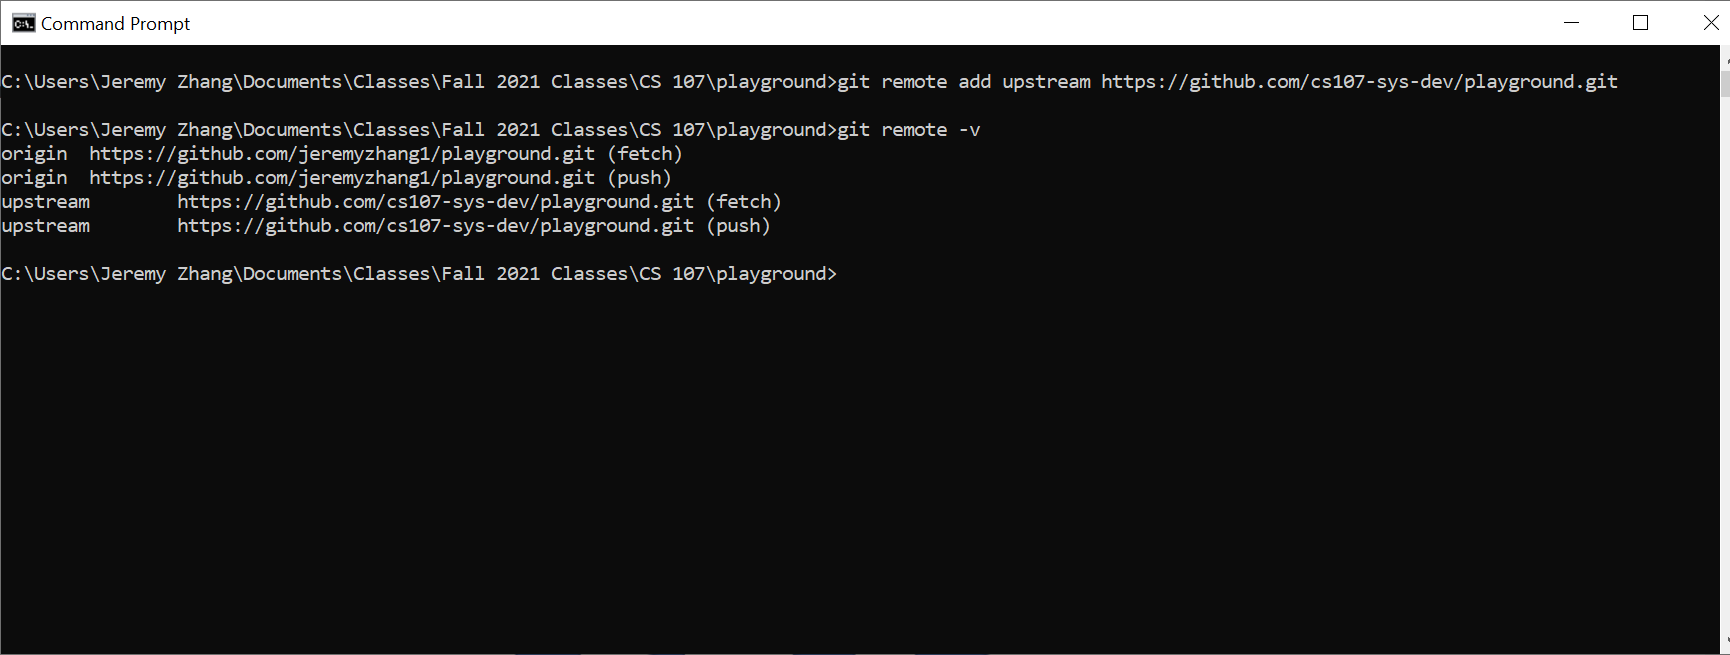 Command Prompt
C:\Users\Jeremy Zhang\Documents\Classes\Fall 2021 Classes\CS 107\playground>git remote add upstream https://github.com/cs107-sys-dev/playground.git
C:\Users\Jeremy Zhang\Documents\Classes\Fall 2021 Classes\CS 107\playground>git remote -v
origin  https://github.com/jeremyzhang1/playground.git (fetch)
origin  https://github.com/jeremyzhang1/playground.git (push)
upstream        https://github.com/cs107-sys-dev/playground.git (fetch)
upstream        https://github.com/cs107-sys-dev/playground.git (push)
C:\Users\Jeremy Zhang\Documents\Classes\Fall 2021 Classes\CS 107\playground>